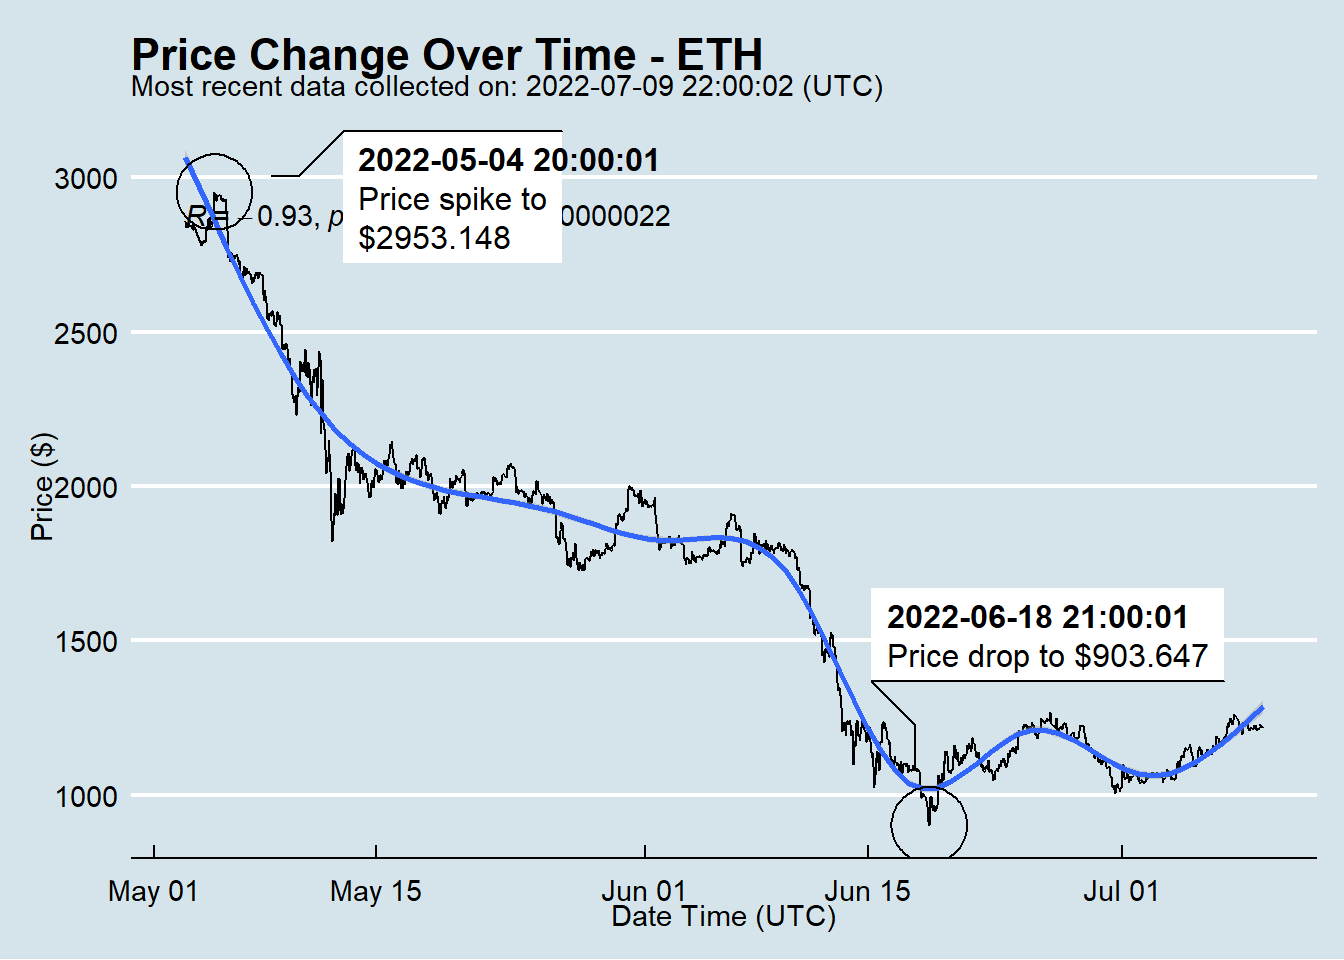 Price Change Over Time - ETH
Most recent data collected on: 2022-07-09 22:00:02 (UTC)
2022-05-04 20:00:01
Price spike to
$2953.148
R = −0.93, p
0000022
3000
2500
2000
1500
1000
Price ($)
2022-06-18 21:00:01
Price drop to $903.647
May 01
May 15
Jun 01
Jun 15
Jul 01
Date Time (UTC)